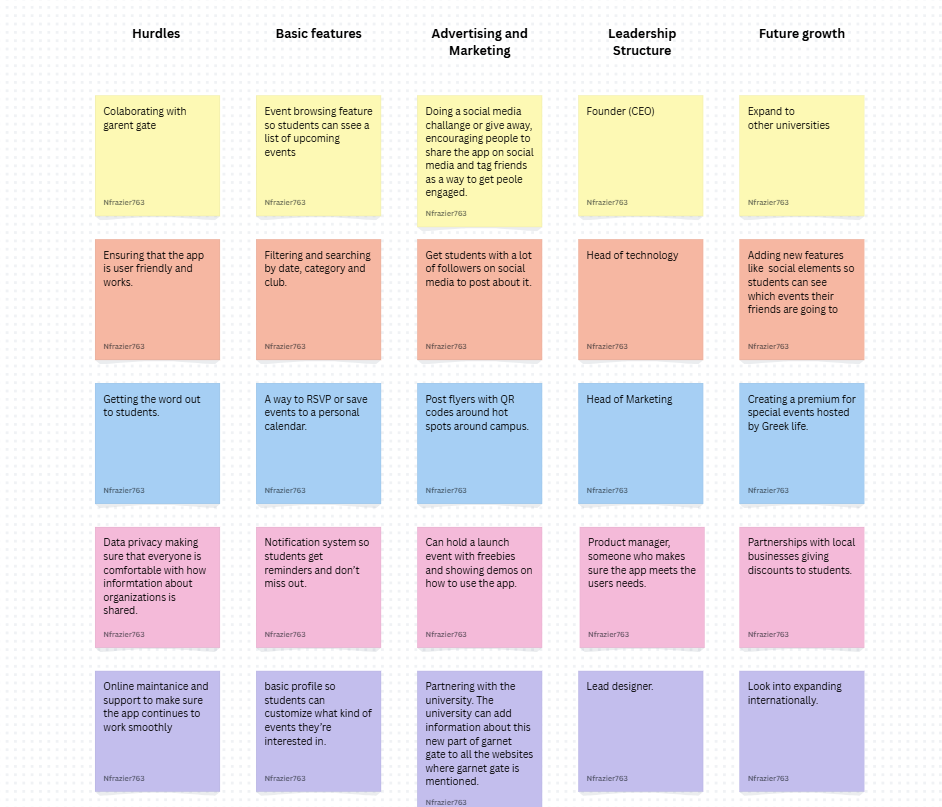 Hurdles
Basic features
Advertising and
Marketing
Leadership
Structure
Future growth
Colaborating with
garent gate
Nfrazier763
Event browsing feature
so students can ssee a
list of upcoming
events
Nfrazier763
Doing a social media
challange or give away,
encouraging people to
share the app on social
media and tag friends
as a way to get peole
engaged.
Nfrazier763
Founder (CEO)
Nfrazier763
Expand to
other universities
Nfrazier763
Ensuring that the app
is user friendly and
works.
Nfrazier763
Filtering and searching
by date, category and
club.
Nfrazier763
Get students with a lot
of followers on social
media to post about it.
Nfrazier763
Head of technology
Nfrazier763
Adding new features
like social elements so
students can see
which events their
friends are going to
Nfrazier763
Getting the word out
to students.
Nfrazier763
A way to RSVP or save
events to a personal
calendar.
Nfrazier763
Post flyers with QR
codes around hot
spots around campus.
Nfrazier763
Head of Marketing
Nfrazier763
Creating a premium for
special events hosted
by Greek life.
Nfrazier763
Data privacy making
sure that everyone is
comfortable with how
informtation about
organizations is
shared.
Nfrazier763
Notification system so
students get
reminders and don't
miss out.
Nfrazier763
Can hold a launch
event with freebies
and showing demos on
how to use the app.
Nfrazier763
Product manager,
someone who makes
sure the app meets the
users needs.
Nfrazier763
Partnerships with local
businesses giving
discounts to students.
Nfrazier763
Online maintanice and
support to make sure
the app continues to
work smoothly
Nfrazier763
basic profile so
students can
customize what kind of
events they're
interested in.
Nfrazier763
Partnering with the
university. The
university can add
information about this
new part of garnet
gate to all the websites
where garnet gate is
mentioned.
Nfrazier763
Lead designer.
Nfrazier763
Look into expanding
internationally.
Nfrazier763